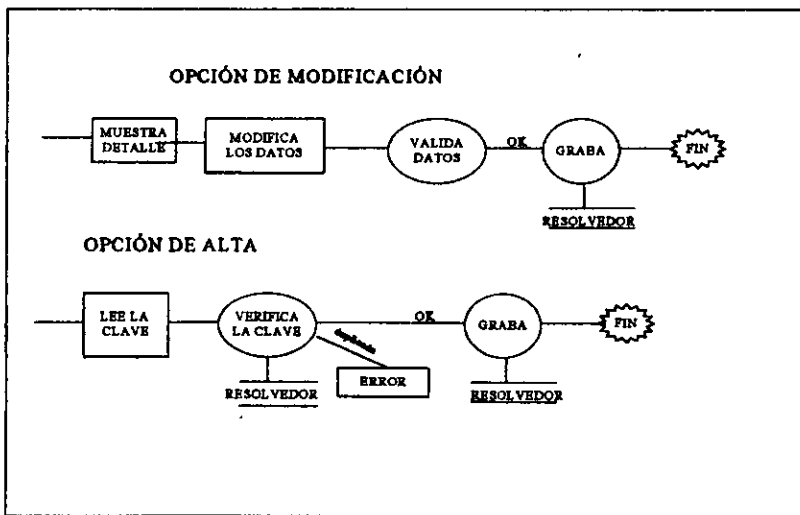 OPCIÓN DE MODIFICACIÓN
MUESTRA
DETALLE
MODIFICA
LOS DATOS
VALIDA
DATOS
OK
GRABA
FIN
RESOLVEDOR
OPCIÓN DE ALTA
LEE LA
CLAVE
VERIFICA
LA CLAVE
duplicada
OK
GRABA
FIN
RESOLVEDOR
ERROR
RESOLVEDOR